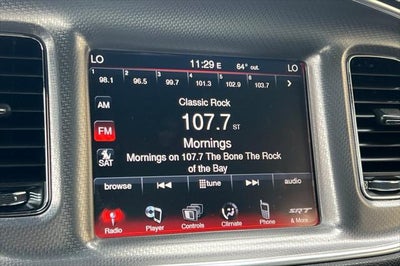 LO 11:29 E 64° OUT. LO
1 98.1 2 96.5 3 99.7 4 101.3 5 102.9 6 103.7
AM
Classic Rock
FM 107.7 ST
Mornings
SAT Mornings on 107.7 The Bone The Rock
of the Bay
browse tune audio
Radio Player Controls Climate Phone SRT & More